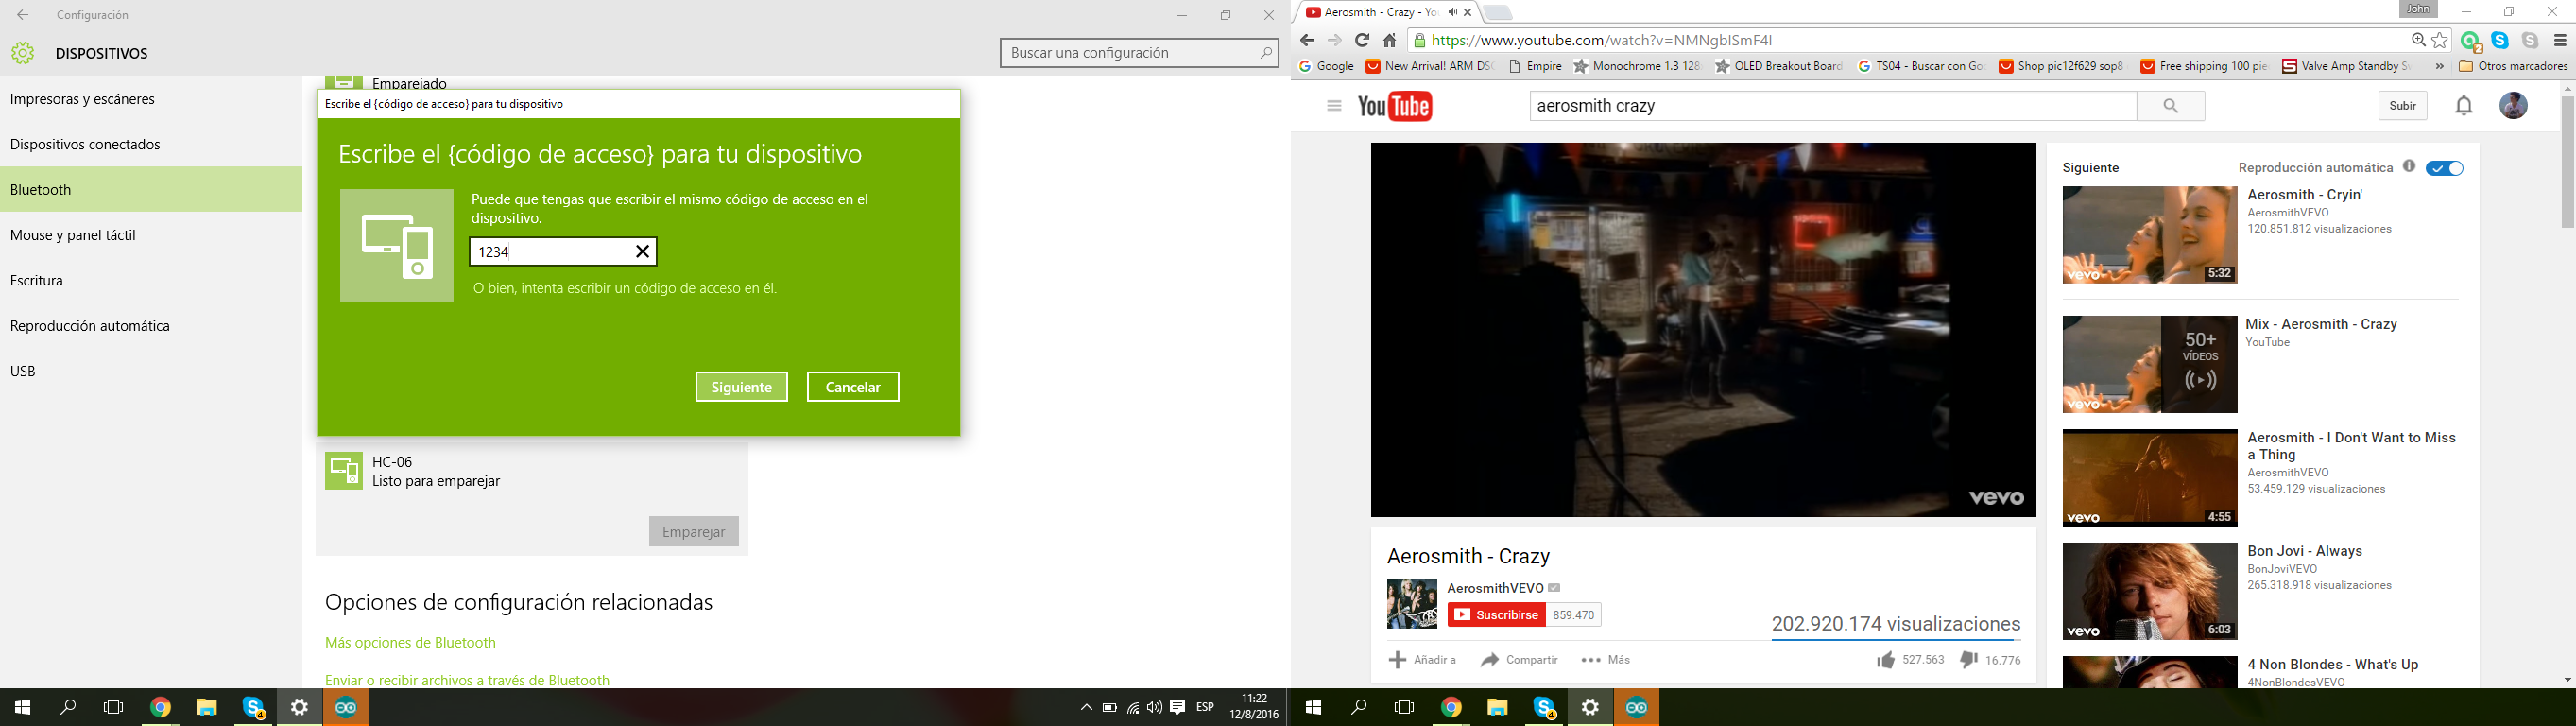 Configuración
DISPOSITIVOS
Buscar una configuración
Impresoras y escáneres
Dispositivos conectados
Bluetooth
Mouse y panel táctil
Escritura
Reproducción automática
USB
Emparejado
Escribe el {código de acceso} para tu dispositivo
Escribe el {código de acceso} para tu dispositivo
Puede que tengas que escribir el mismo código de acceso en el
dispositivo.
1234
O bien, intenta escribir un código de acceso en él.
Siguiente
Cancelar
HC-06
Listo para emparejar
Emparejar
Opciones de configuración relacionadas
Más opciones de Bluetooth
Enviar o recibir archivos a través de Bluetooth
4
ESP
11:22
12/8/2016
Aerosmith - Crazy - Yo
John
https://www.youtube.com/watch?v=NMNgbISmF4I
Google
New Arrival! ARM DSO
Empire
Monochrome 1.3 128
OLED Breakout Board
TS04 - Buscar con Goo
Shop pic12f629 sop8
Free shipping 100 pie
Valve Amp Standby S
»
Otros marcadores
YouTube
aerosmith crazy
Subir
vevo
Aerosmith - Crazy
AerosmithVEVO
Suscribirse
859.470
202.920.174 visualizaciones
Añadir a
Compartir
Más
527.563
16.776
Siguiente
Reproducción automática
Aerosmith - Cryin'
AerosmithVEVO
120.851.812 visualizaciones
vevo
5:32
Mix - Aerosmith - Crazy
YouTube
50+
VÍDEOS
vevo
Aerosmith - I Don't Want to Miss
a Thing
AerosmithVEVO
53.459.129 visualizaciones
vevo
4:55
Bon Jovi - Always
BonJoviVEVO
265.318.918 visualizaciones
vevo
6:03
4 Non Blondes - What's Up
4NonBlondesVEVO
4